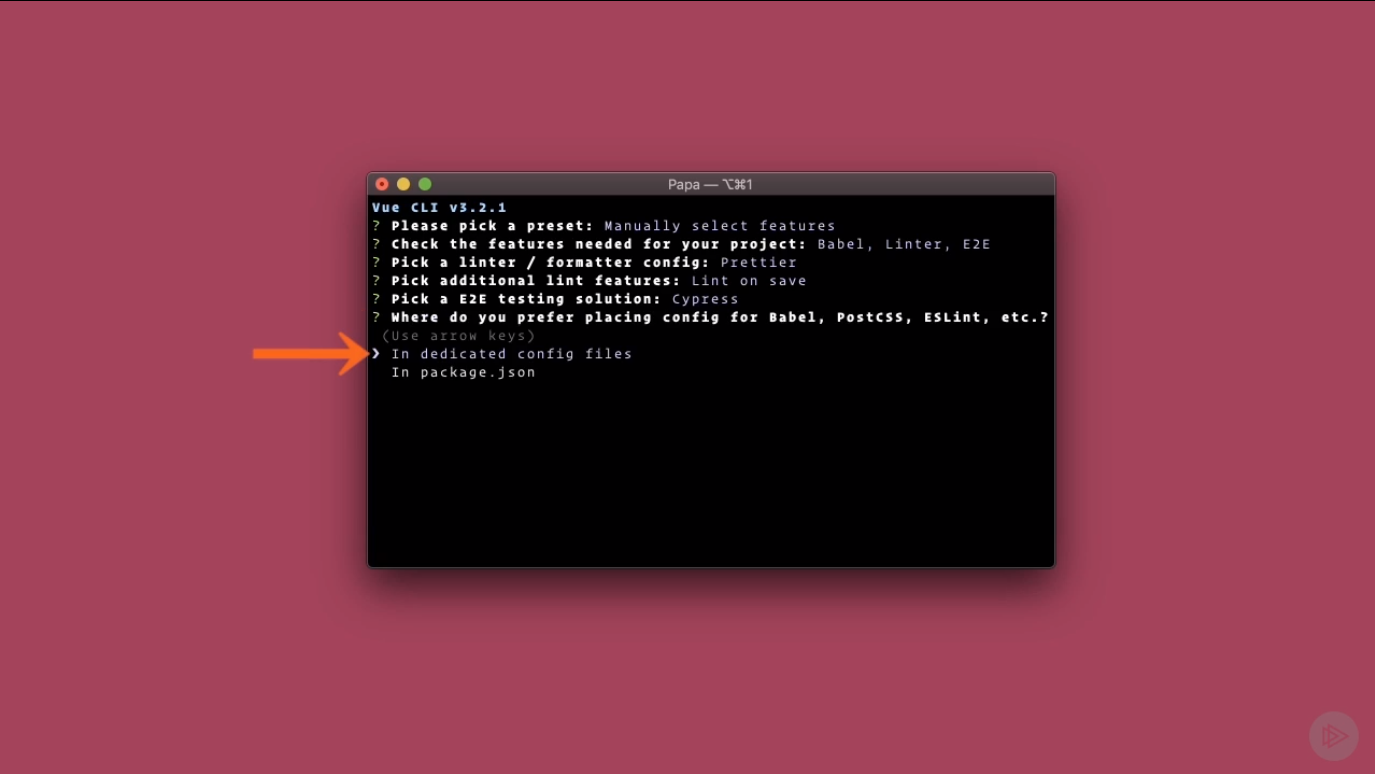 Papa — ⌥⌘1
Vue CLI v3.2.1
? Please pick a preset: Manually select features
? Check the features needed for your project: Babel, Linter, E2E
? Pick a linter / formatter config: Prettier
? Pick additional lint features: Lint on save
? Pick a E2E testing solution: Cypress
? Where do you prefer placing config for Babel, PostCSS, ESLint, etc.?
(Use arrow keys)
❯ In dedicated config files
In package.json